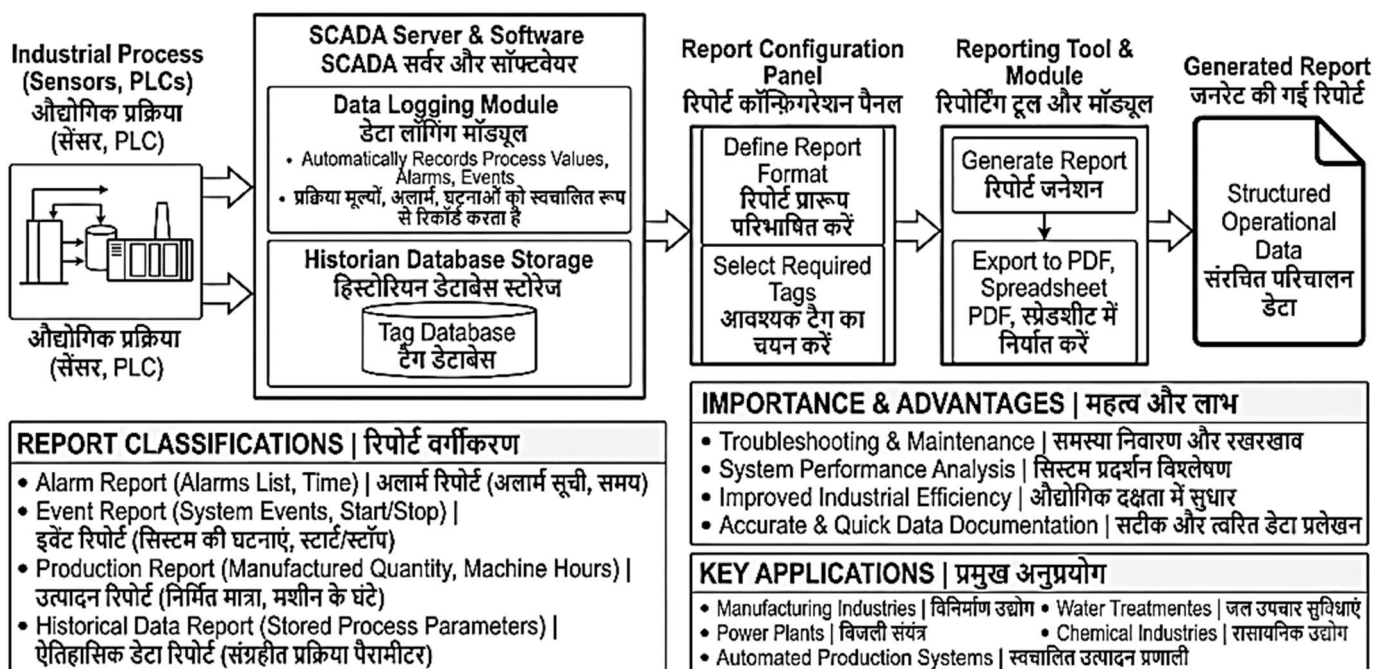 Industrial Process
(Sensors, PLCs)
औद्योगिक प्रक्रिया
(सेंसर, PLC)
औद्योगिक प्रक्रिया
(सेंसर, PLC)
SCADA Server & Software
SCADA सर्वर और सॉफ्टवेयर
Data Logging Module
डेटा लॉगिंग मॉड्यूल
• Automatically Records Process Values,
Alarms, Events
• प्रक्रिया मूल्यों, अलार्म, घटनाओं को स्वचालित रूप
से रिकॉर्ड करता है
Historian Database Storage
हिस्टोरियन डेटाबेस स्टोरेज
Tag Database
टैग डेटाबेस
Report Configuration
Panel
रिपोर्ट कॉन्फ़िगरेशन पैनल
Define Report
Format
रिपोर्ट प्रारूप
परिभाषित करें
Select Required
Tags
आवश्यक टैग का
चयन करें
Reporting Tool &
Module
रिपोर्टिंग टूल और मॉड्यूल
Generate Report
रिपोर्ट जनेशन
Export to PDF,
Spreadsheet
PDF, स्प्रेडशीट में
निर्यात करें
Generated Report
जनरेट की गई रिपोर्ट
Structured
Operational
Data
संरचित परिचालन
डेटा
REPORT CLASSIFICATIONS | रिपोर्ट वर्गीकरण
• Alarm Report (Alarms List, Time) | अलार्म रिपोर्ट (अलार्म सूची, समय)
• Event Report (System Events, Start/Stop) |
इवेंट रिपोर्ट (सिस्टम की घटनाएं, स्टार्ट/स्टॉप)
• Production Report (Manufactured Quantity, Machine Hours) |
उत्पादन रिपोर्ट (निर्मित मात्रा, मशीन के घंटे)
• Historical Data Report (Stored Process Parameters) |
ऐतिहासिक डेटा रिपोर्ट (संग्रहीत प्रक्रिया पैरामीटर)
IMPORTANCE & ADVANTAGES | महत्व और लाभ
• Troubleshooting & Maintenance | समस्या निवारण और रखरखाव
• System Performance Analysis | सिस्टम प्रदर्शन विश्लेषण
• Improved Industrial Efficiency | औद्योगिक दक्षता में सुधार
• Accurate & Quick Data Documentation | सटीक और त्वरित डेटा प्रलेखन
KEY APPLICATIONS | प्रमुख अनुप्रयोग
• Manufacturing Industries | विनिर्माण उद्योग • Water Treatmentes | जल उपचार सुविधाएं
• Power Plants | बिजली संयंत्र • Chemical Industries | रासायनिक उद्योग
• Automated Production Systems | स्वचालित उत्पादन प्रणाली